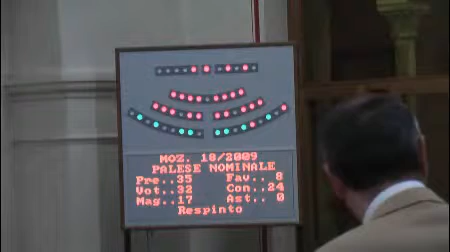 MOZ. 18/2009
PALESE NOMINALE
Pre..35 Fav.. 8
Vot..32 Con..24
Mag..17 Ast.. 0
Respinto